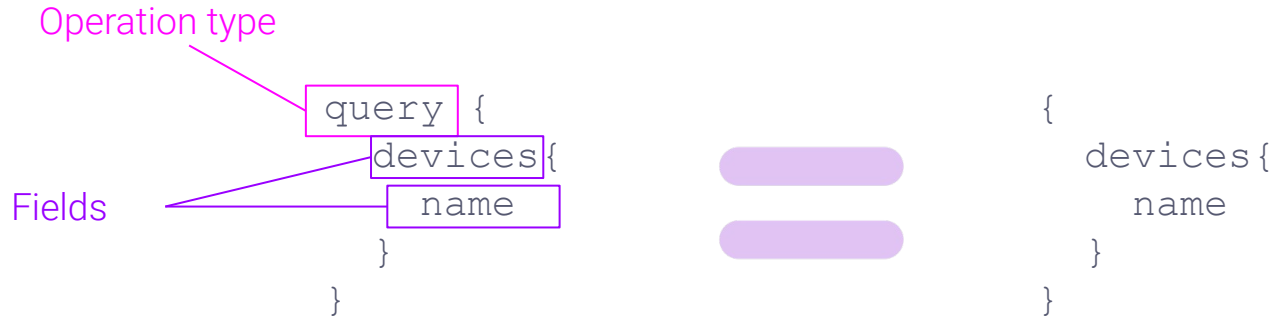 Operation type
query {
devices{
name
}
}
Fields
{
devices{
name
}
}